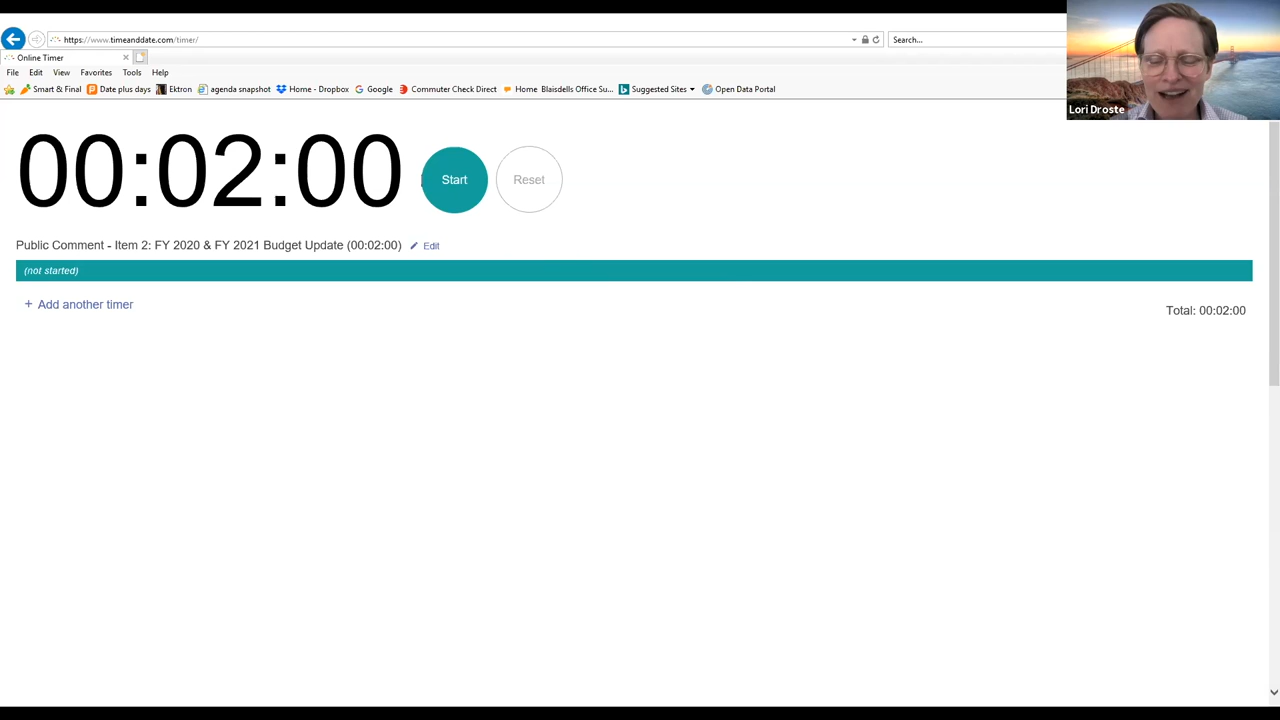 https://www.timeanddate.com/timer/
Search...
Online Timer
File Edit View Favorites Tools Help
Smart & Final Date plus days Ektron agenda snapshot Home - Dropbox Google Commuter Check Direct Home Blaisdells Office Su... Suggested Sites Open Data Portal
Lori Droste
00:02:00
Start
Reset
Public Comment - Item 2: FY 2020 & FY 2021 Budget Update (00:02:00) Edit
(not started)
+ Add another timer
Total: 00:02:00